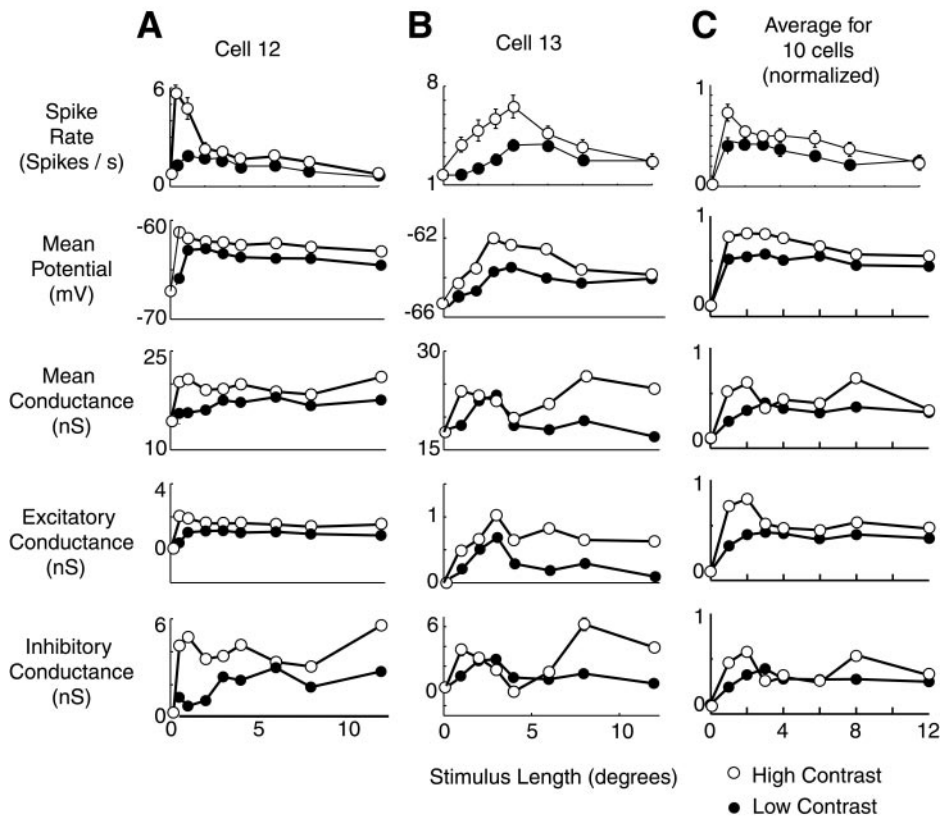 A
B
C
Cell 12
Cell 13
Average for
10 cells
(normalized)
Spike
Rate
(Spikes / s)
6
0
8
1
1
0
Mean
Potential
(mV)
-60
-70
-62
-66
1
0
Mean
Conductance
(nS)
25
10
30
15
1
0
Excitatory
Conductance
(nS)
4
0
1
0
1
0
Inhibitory
Conductance
(nS)
6
0
6
0
1
0
0 5 10
0 5 10
0 4 8 12
Stimulus Length (degrees)
High Contrast
Low Contrast